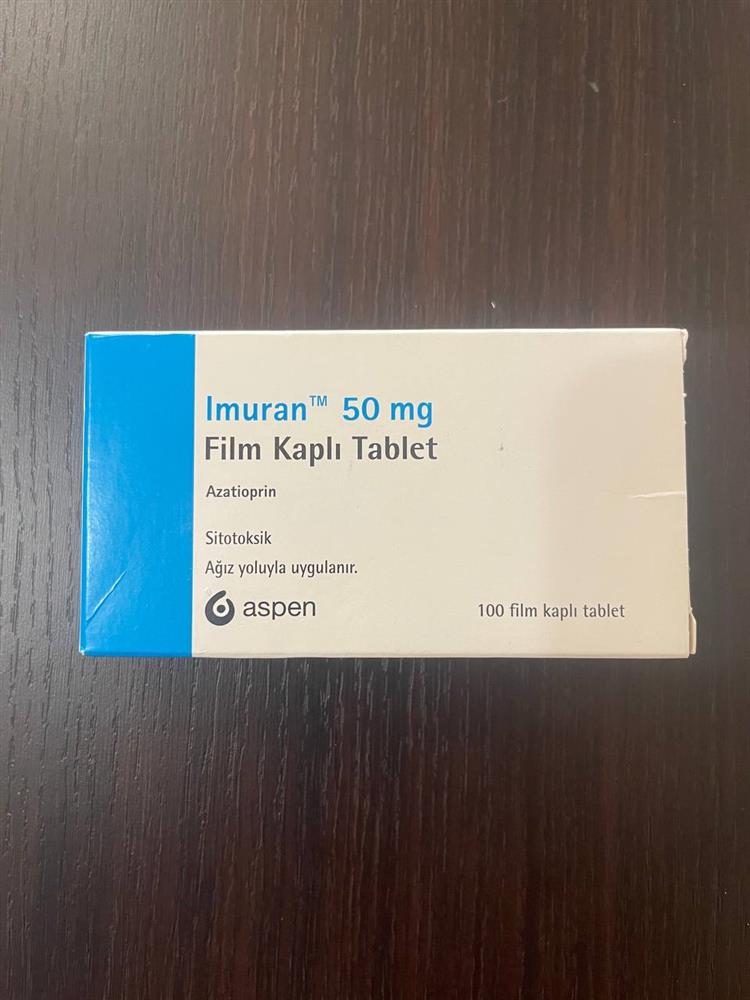 Imuran™ 50 mg
Film Kaplı Tablet
Azatioprin
Sitotoksik
Ağız yoluyla uygulanır.
aspen
100 film kaplı tablet